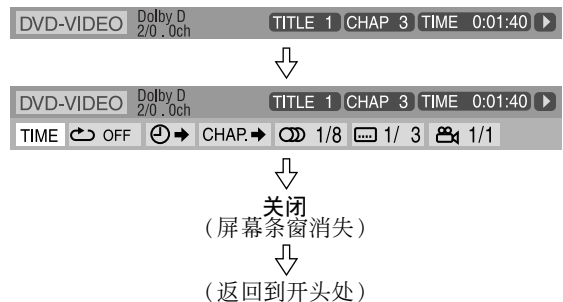 DVD-VIDEO Dolby D 2/0 . 0ch TITLE 1 CHAP 3 TIME 0:01:40
DVD-VIDEO Dolby D 2/0 . 0ch TITLE 1 CHAP 3 TIME 0:01:40
TIME OFF CHAP. 1/8 1/ 3 1/1
关闭
(屏幕条窗消失)
(返回到开头处)